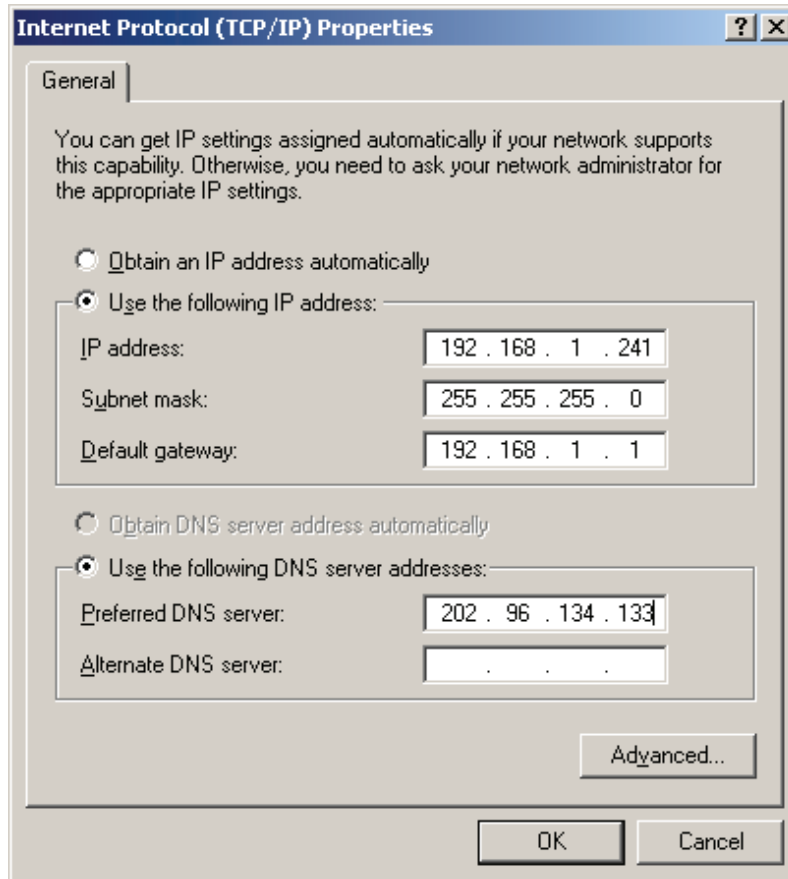 Internet Protocol (TCP/IP) Properties
General
You can get IP settings assigned automatically if your network supports
this capability. Otherwise, you need to ask your network administrator for
the appropriate IP settings.
Obtain an IP address automatically
Use the following IP address:
IP address: 192 . 168 . 1 . 241
Subnet mask: 255 . 255 . 255 . 0
Default gateway: 192 . 168 . 1 . 1
Obtain DNS server address automatically
Use the following DNS server addresses:
Preferred DNS server: 202 . 96 . 134 . 133
Alternate DNS server: . . .
Advanced...
OK Cancel